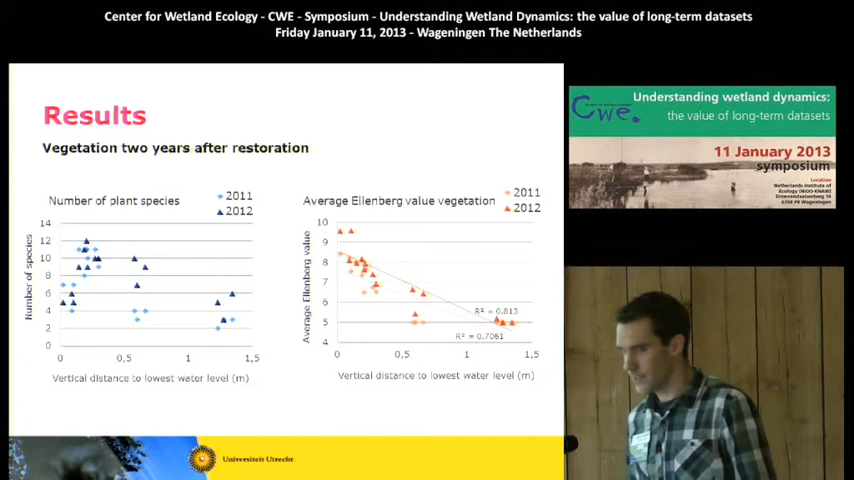 Center for Wetland Ecology - CWE - Symposium - Understanding Wetland Dynamics: the value of long-term datasets
Friday January 11, 2013 - Wageningen The Netherlands
Results
Vegetation two years after restoration
Number of plant species
2011
2012
Number of species
14
12
10
8
6
4
2
0
0
0,5
1
1,5
Vertical distance to lowest water level (m)
Average Ellenberg value vegetation
2011
2012
Average Ellenberg value
10
9
8
7
6
5
4
R² = 0,813
R² = 0,7061
0
0,5
1
1,5
Vertical distance to lowest water level (m)
Universiteit Utrecht
Cwe.
Understanding wetland dynamics:
the value of long-term datasets
11 January 2013
symposium
Location
Netherlands Institute of
Ecology (NIOO-KNAW)
Droevendaalsesteeg 10
6708 PB Wageningen